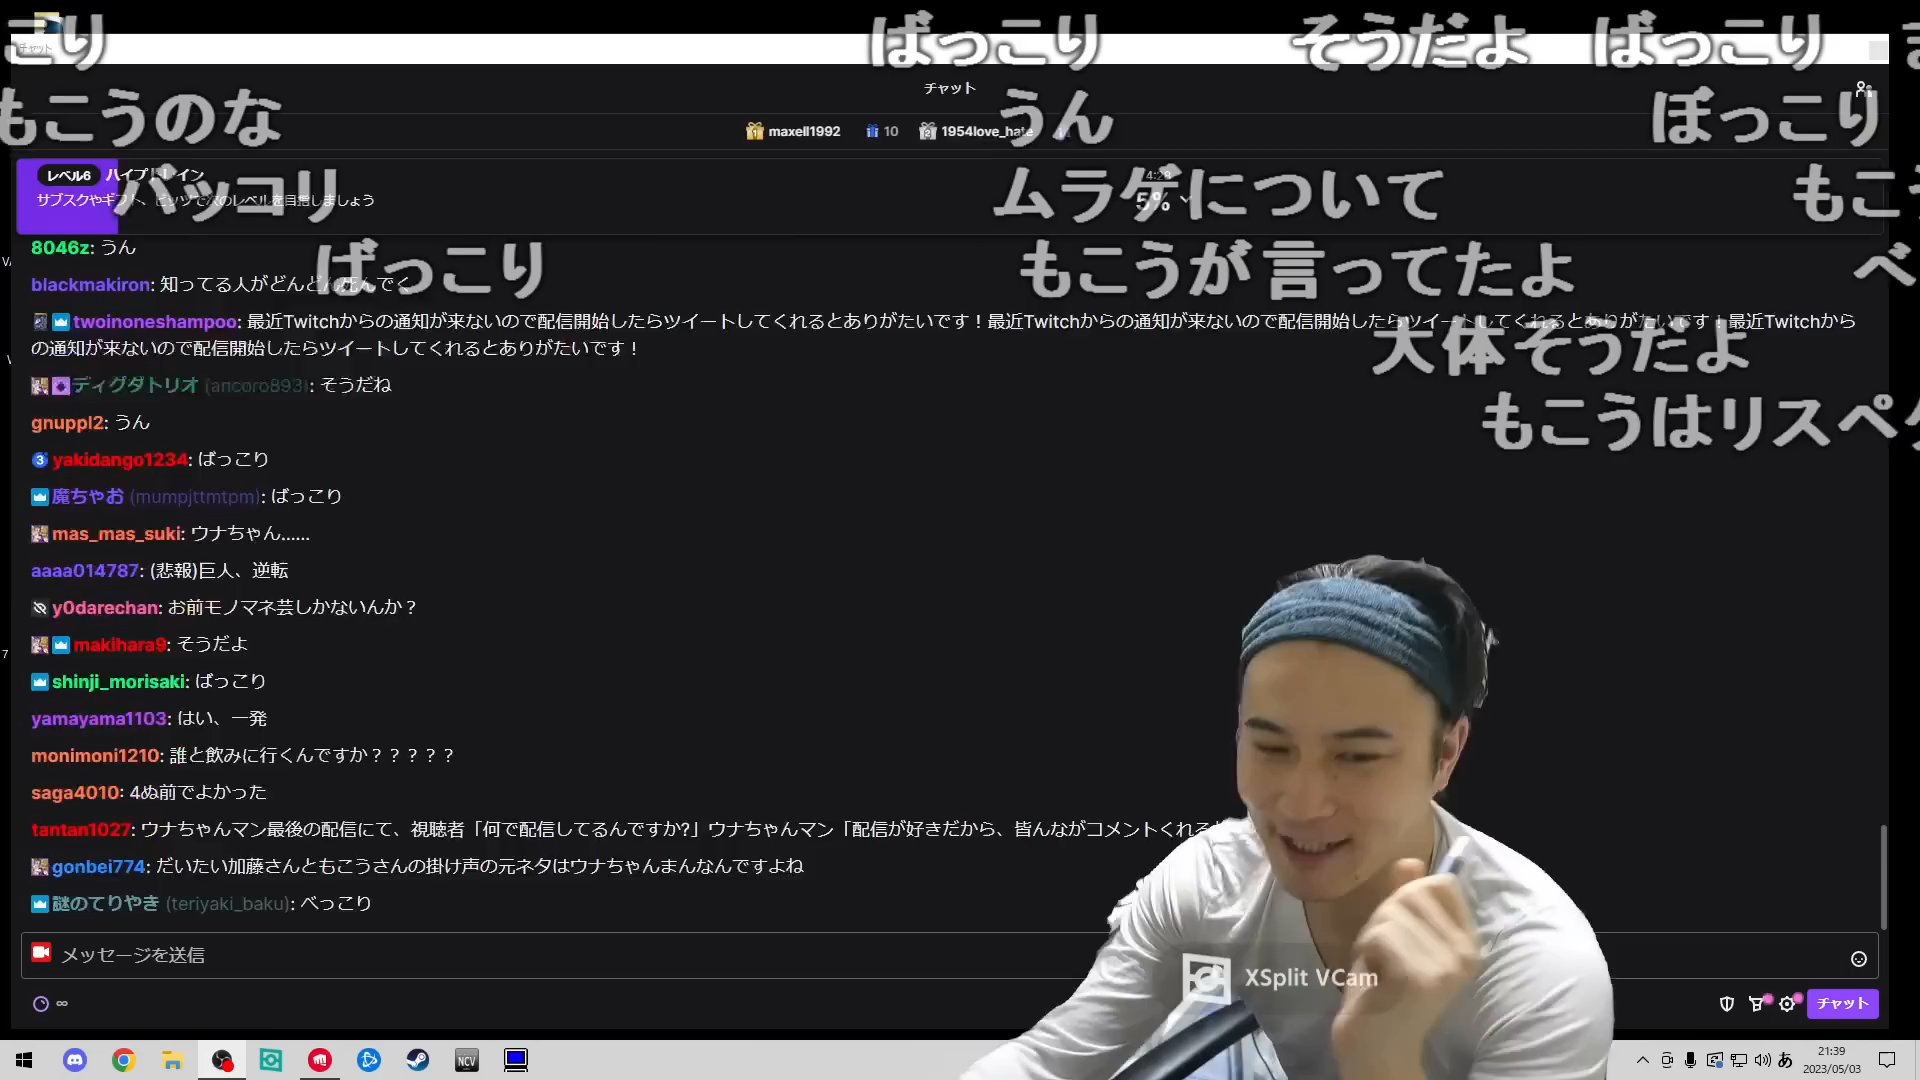 こり
ばっこり
そうだよ
ばっこり
チャット
チャット
もこうのな
うん
ぼっこり
maxell1992
10
1954love_hate
レベル6
ハイプトレイン
4:28
バッコリ
ムラゲについて
もこう
サブスクやギフト、ビッツで次のレベルを目指しましょう
5%
8046z: うん
ばっこり
もこうが言ってたよ
べ
blackmakiron: 知ってる人がどんどん死んでく
twoinoneshampoo: 最近Twitchからの通知が来ないので配信開始したらツイートしてくれるとありがたいです！最近Twitchからの通知が来ないので配信開始したらツイートしてくれるとありがたいです！最近Twitchから
の通知が来ないので配信開始したらツイートしてくれるとありがたいです！
大体そうだよ
ディグダトリオ (ancoro893): そうだね
gnuppl2: うん
もこうはリスペク
3 yakidango1234: ばっこり
魔ちゃお (mumpjttmtpm): ばっこり
mas_mas_suki: ウナちゃん......
aaaa014787: (悲報)巨人、逆転
y0darechan: お前モノマネ芸しかないんか？
makihara9: そうだよ
shinji_morisaki: ばっこり
yamayama1103: はい、一発
monimoni1210: 誰と飲みに行くんですか？？？？？
saga4010: 4ぬ前でよかった
tantan1027: ウナちゃんマン最後の配信にて、視聴者「何で配信してるんですか?」ウナちゃんマン「配信が好きだから、皆んながコメントくれる
gonbei774: だいたい加藤さんともこうさんの掛け声の元ネタはウナちゃんまんなんですよね
謎のてりやき (teriyaki_baku): べっこり
メッセージを送信
XSplit VCam
∞
チャット
NCV
あ
21:39
2023/05/03